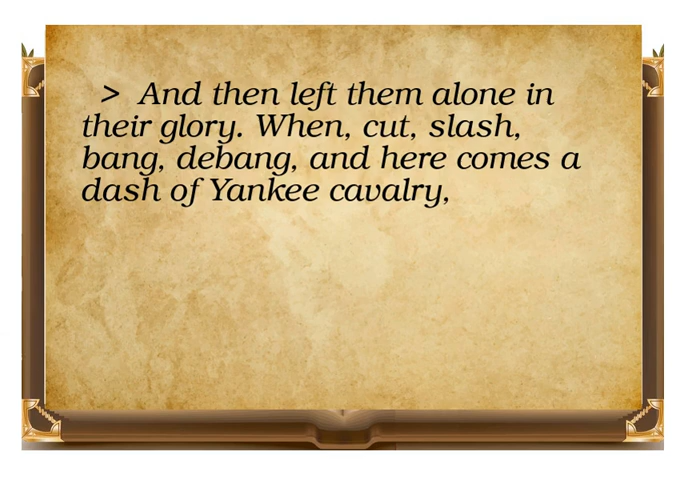 > And then left them alone in
their glory. When, cut, slash,
bang, debang, and here comes a
dash of Yankee cavalry,